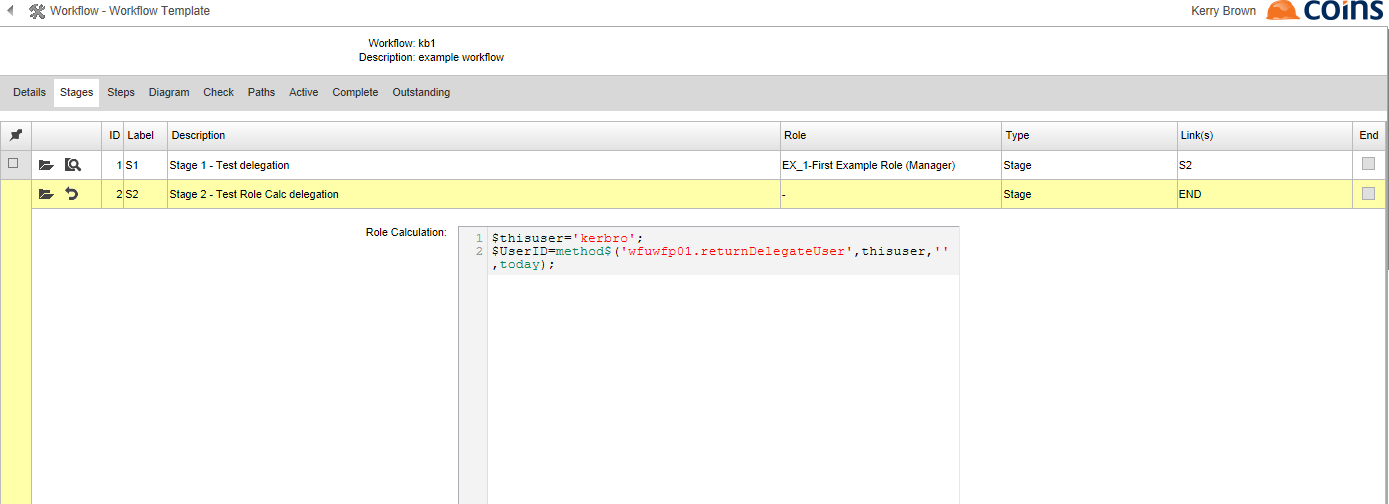 Workflow - Workflow Template
Kerry Brown
coins
Workflow: kb1
Description: example workflow
Details Stages Steps Diagram Check Paths Active Complete Outstanding
ID Label Description Role Type Link(s) End
1 S1 Stage 1 - Test delegation EX_1-First Example Role (Manager) Stage S2
2 S2 Stage 2 - Test Role Calc delegation - Stage END
Role Calculation:
1 $thisuser='kerbro';
2 $UserID=method$('wfuwfp01.returnDelegateUser',thisuser,''
,today);